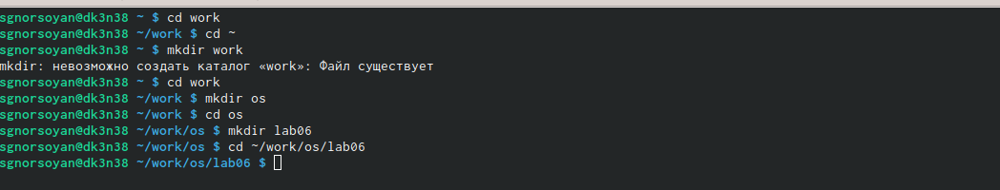 sgnorsoyan@dk3n38 ~ $ cd work
sgnorsoyan@dk3n38 ~/work $ cd ~
sgnorsoyan@dk3n38 ~ $ mkdir work
mkdir: невозможно создать каталог «work»: Файл существует
sgnorsoyan@dk3n38 ~ $ cd work
sgnorsoyan@dk3n38 ~/work $ mkdir os
sgnorsoyan@dk3n38 ~/work $ cd os
sgnorsoyan@dk3n38 ~/work/os $ mkdir lab06
sgnorsoyan@dk3n38 ~/work/os $ cd ~/work/os/lab06
sgnorsoyan@dk3n38 ~/work/os/lab06 $